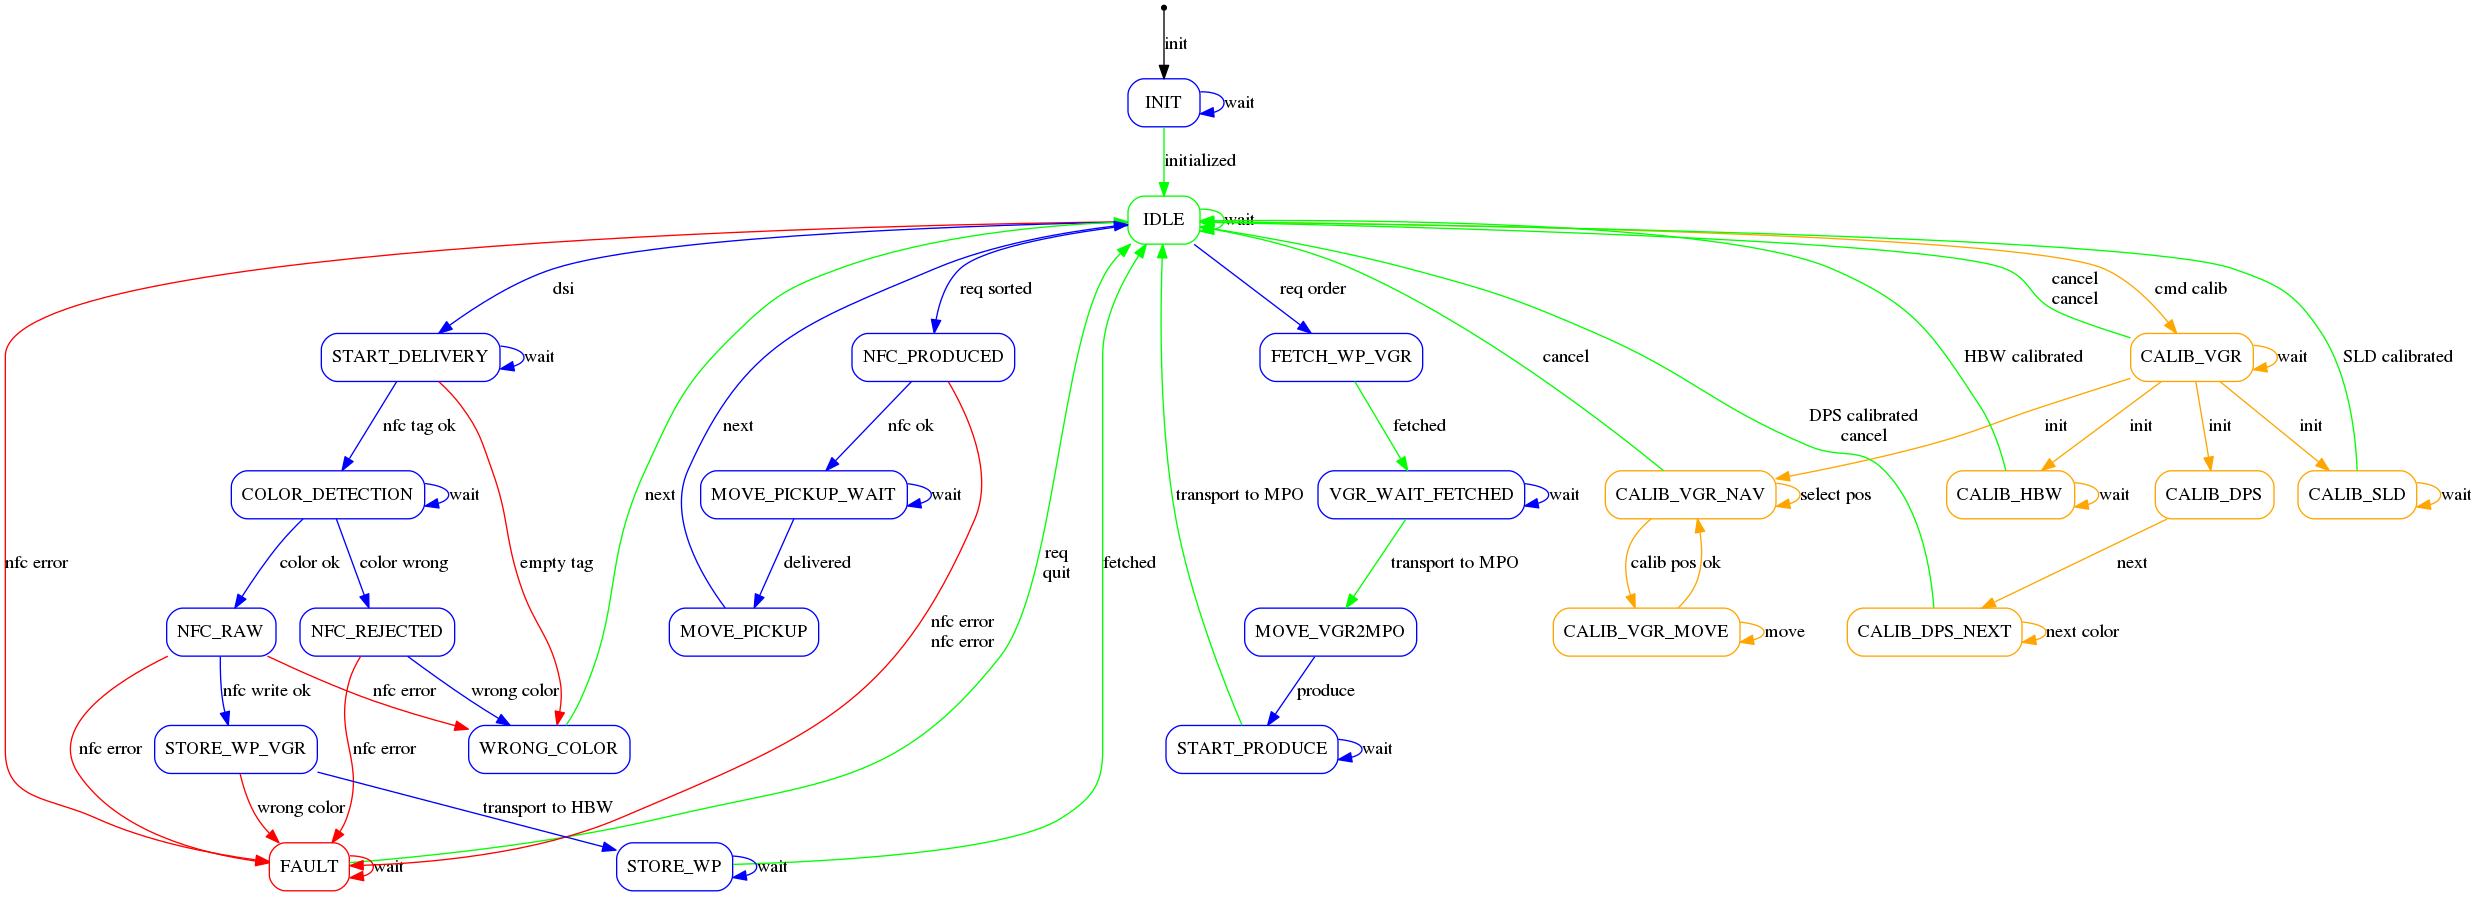 init
INIT
wait
initialized
IDLE
wait
dsi
req sorted
req order
cancel
cancel
cmd calib
START_DELIVERY
wait
NFC_PRODUCED
FETCH_WP_VGR
cancel
HBW calibrated
CALIB_VGR
wait
SLD calibrated
nfc tag ok
next
nfc ok
fetched
DPS calibrated
cancel
init
init
init
init
COLOR_DETECTION
wait
next
MOVE_PICKUP_WAIT
wait
transport to MPO
VGR_WAIT_FETCHED
wait
CALIB_VGR_NAV
select pos
CALIB_HBW
wait
CALIB_DPS
CALIB_SLD
wait
nfc error
color ok
color wrong
empty tag
delivered
req
quit
fetched
transport to MPO
calib pos
ok
next
NFC_RAW
NFC_REJECTED
MOVE_PICKUP
nfc error
nfc error
MOVE_VGR2MPO
CALIB_VGR_MOVE
move
CALIB_DPS_NEXT
next color
nfc write ok
nfc error
wrong color
produce
nfc error
STORE_WP_VGR
nfc error
WRONG_COLOR
START_PRODUCE
wait
wrong color
transport to HBW
FAULT
wait
STORE_WP
wait